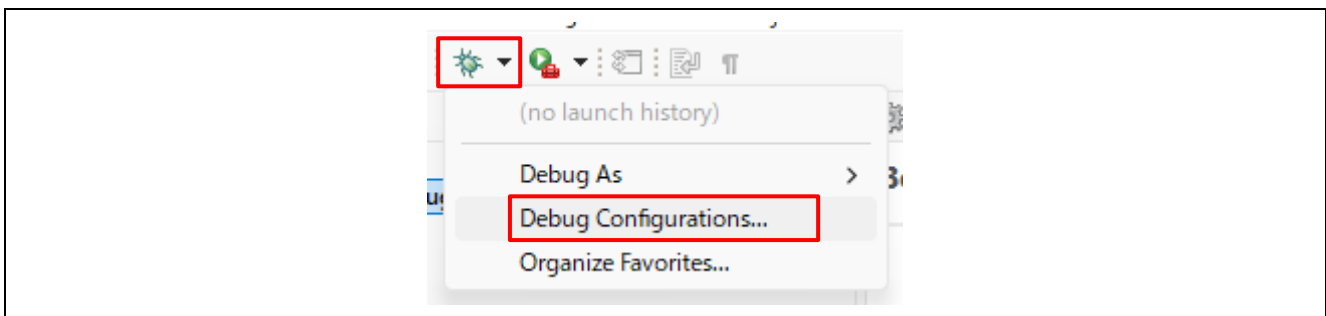 (no launch history)
Debug As
Debug Configurations...
Organize Favorites...